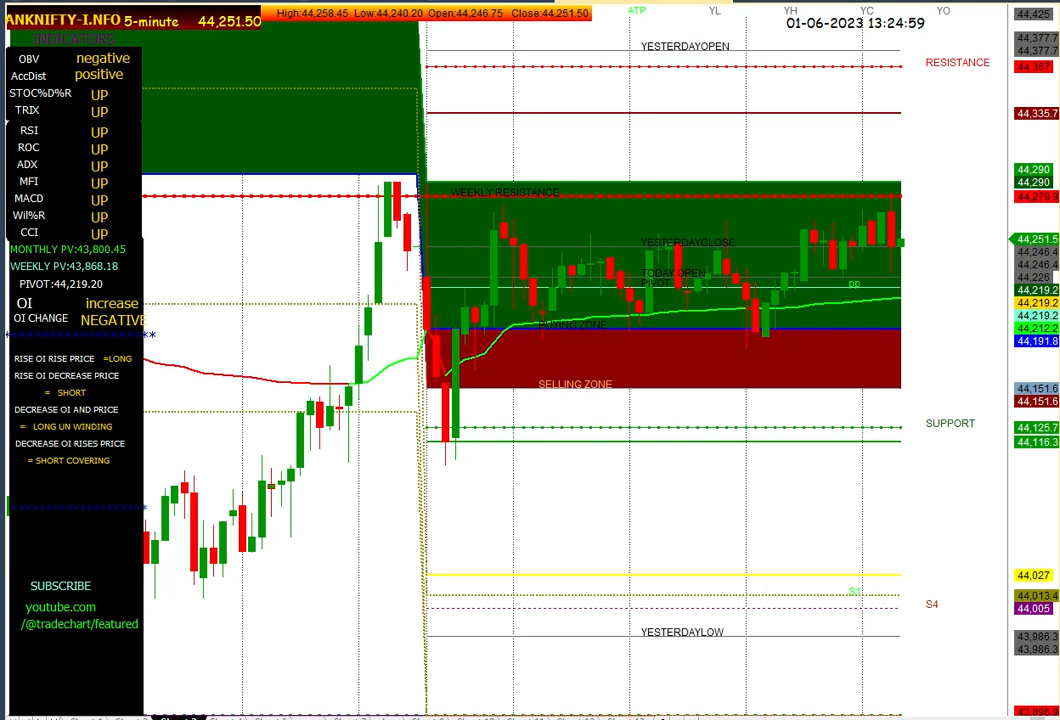 ANKNIFTY-I.NFO 5-minute 44,251.50
High:44,258.45 Low:44,240.20 Open:44,246.75 Close:44,251.50
ATP YL YH YC YO
01-06-2023 13:24:59
INDICATORS
OBV negative
AccDist positive
STOC%D%R UP
TRIX UP
RSI UP
ROC UP
ADX UP
MFI UP
MACD UP
Wil%R UP
CCI UP
MONTHLY PV:43,800.45
WEEKLY PV:43,868.18
PIVOT:44,219.20
OI increase
OI CHANGE NEGATIVE
RISE OI RISE PRICE =LONG
RISE OI DECREASE PRICE
= SHORT
DECREASE OI AND PRICE
= LONG UN WINDING
DECREASE OI RISES PRICE
= SHORT COVERING
SUBSCRIBE
youtube.com
/@tradechart/featured
YESTERDAYOPEN
RESISTANCE
WEEKLY RESISTANCE
YESTERDAYCLOSE
TODAY OPEN
PIVOT
pp
BUYING ZONE
SELLING ZONE
SUPPORT
S1
S4
YESTERDAYLOW
44,425
44,377.7
44,377.7
44,367
44,335.7
44,290
44,290
44,279.9
44,251.5
44,246.4
44,246.4
44,226
44,219.2
44,219.2
44,219.2
44,212.2
44,191.8
44,151.6
44,151.6
44,125.7
44,116.3
44,027
44,013.4
44,005
43,986.3
43,986.3